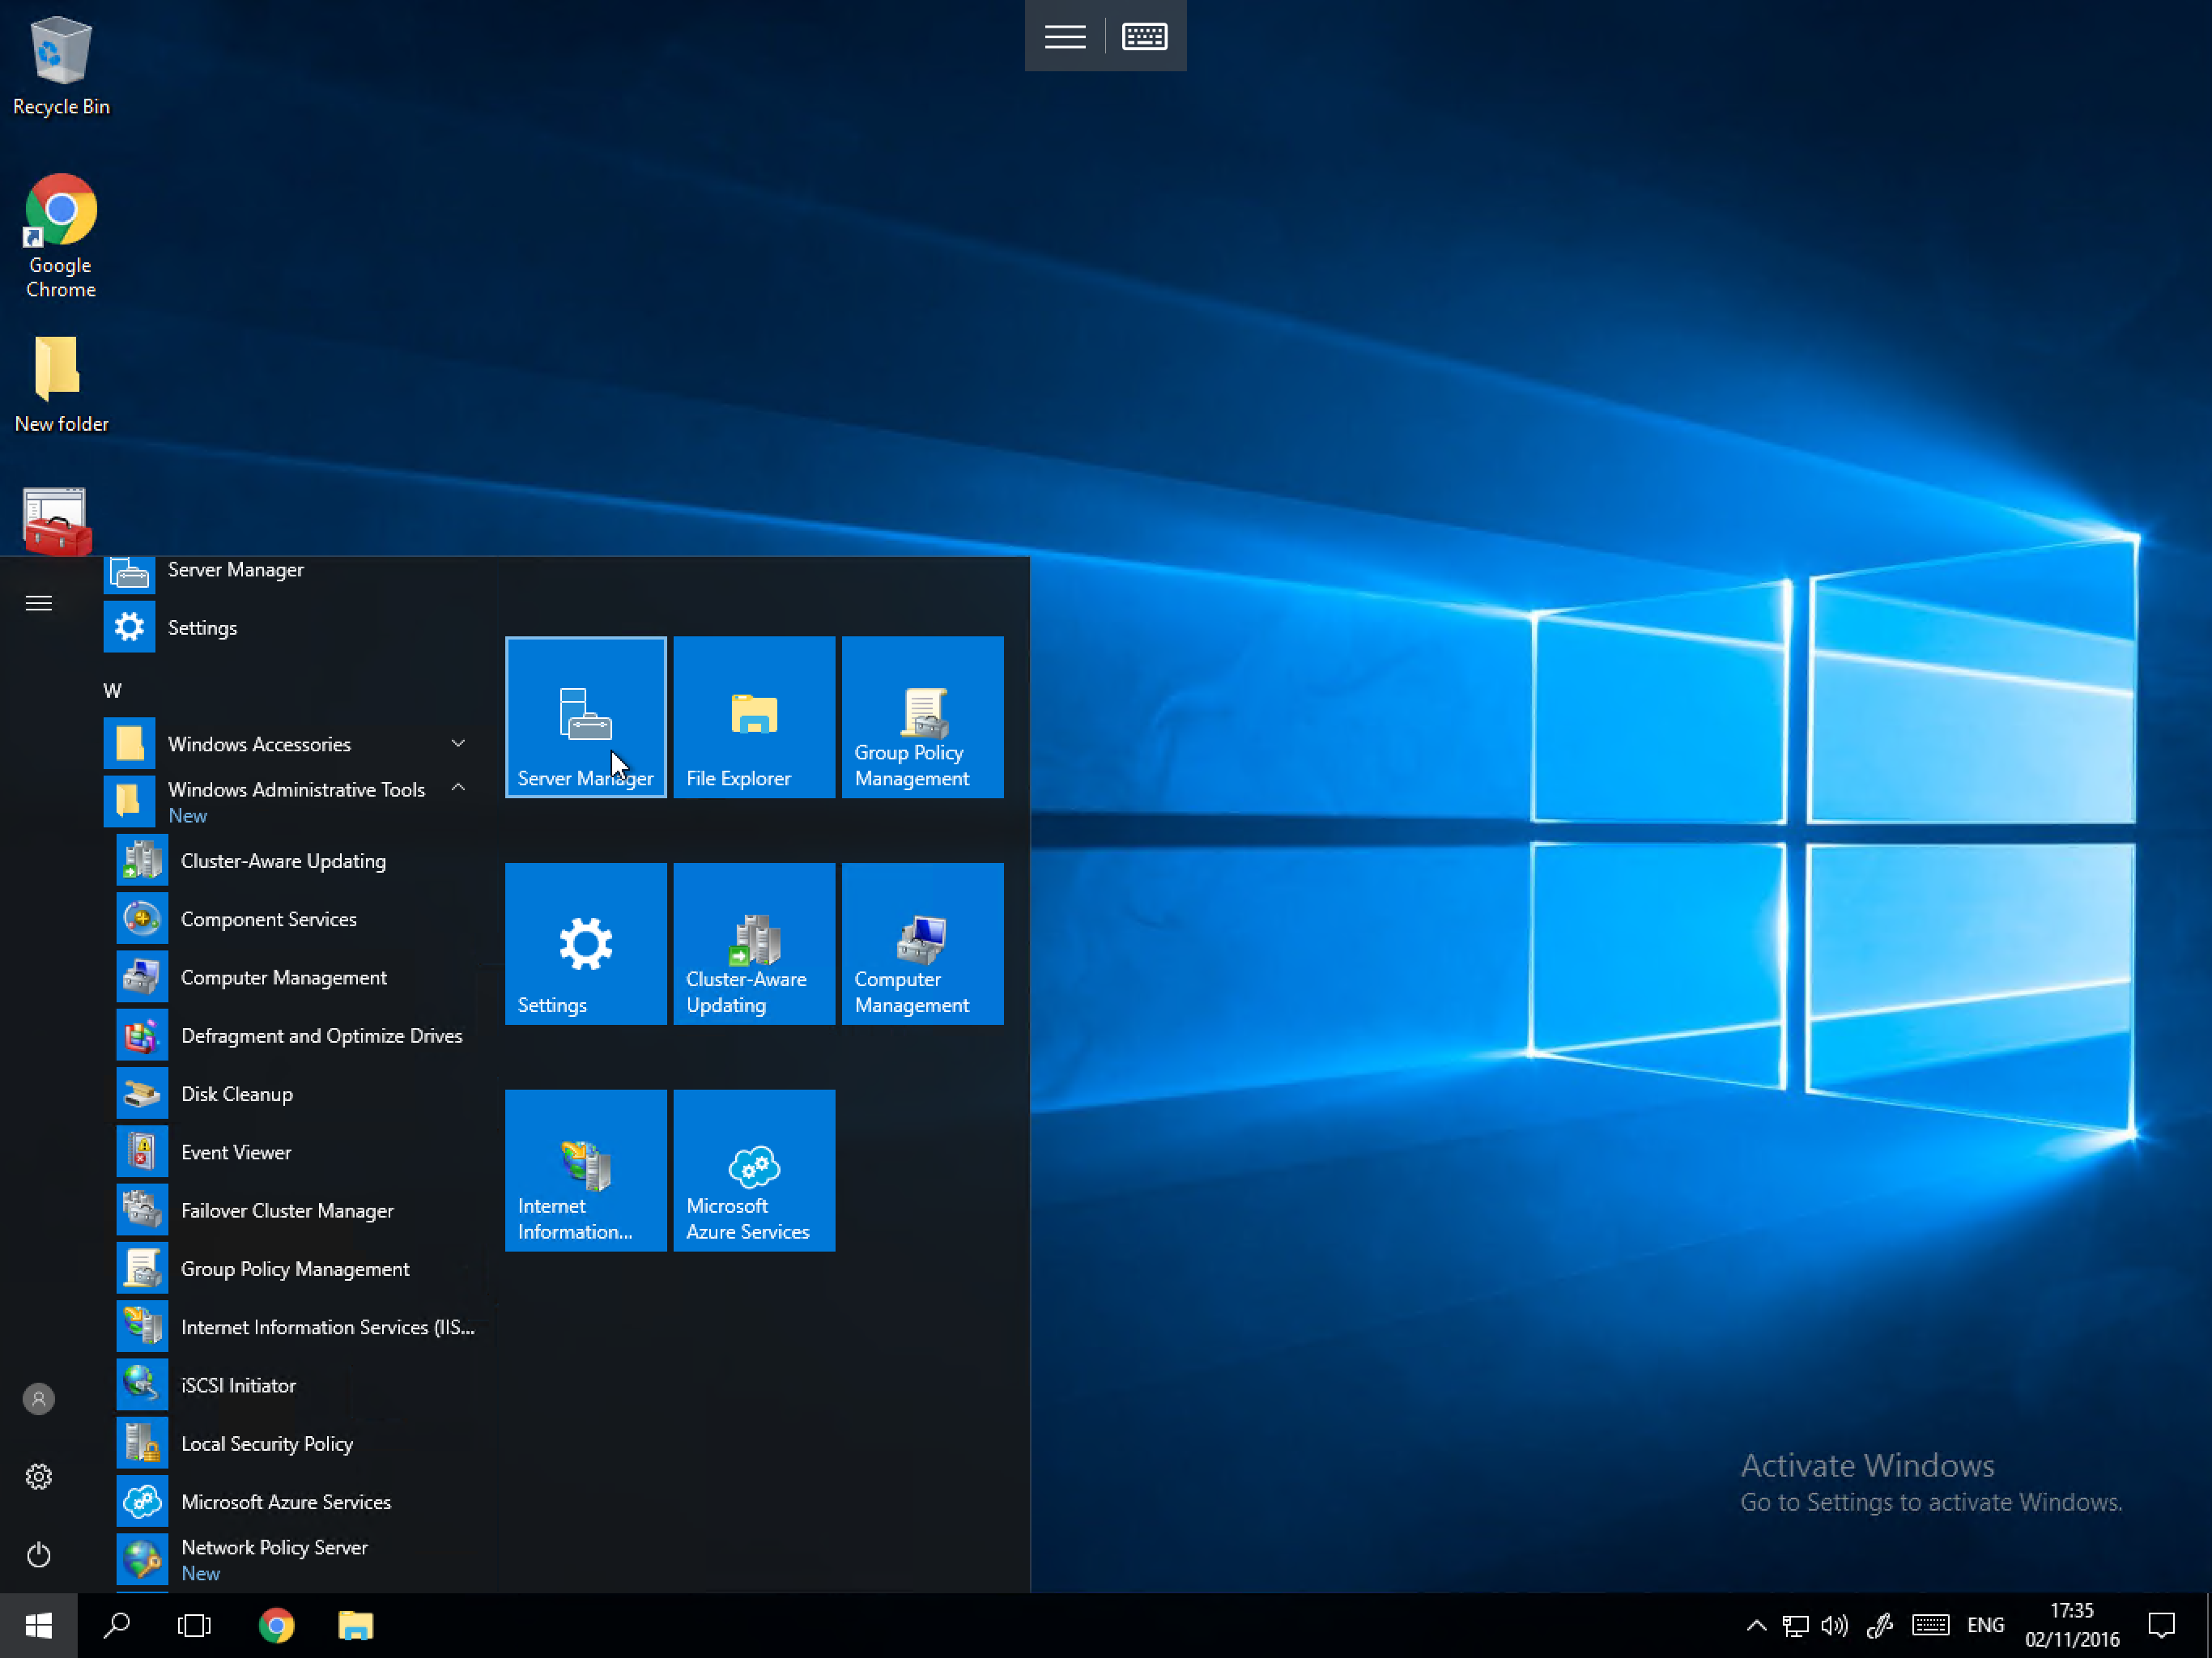 Recycle Bin
Google
Chrome
New folder
Server Manager
Settings
W
Windows Accessories
Windows Administrative Tools
New
Cluster-Aware Updating
Component Services
Computer Management
Defragment and Optimize Drives
Disk Cleanup
Event Viewer
Failover Cluster Manager
Group Policy Management
Internet Information Services (IIS...
iSCSI Initiator
Local Security Policy
Microsoft Azure Services
Network Policy Server
New
Server Manager
File Explorer
Group Policy
Management
Settings
Cluster-Aware
Updating
Computer
Management
Internet
Information...
Microsoft
Azure Services
Activate Windows
Go to Settings to activate Windows.
ENG
17:35
02/11/2016